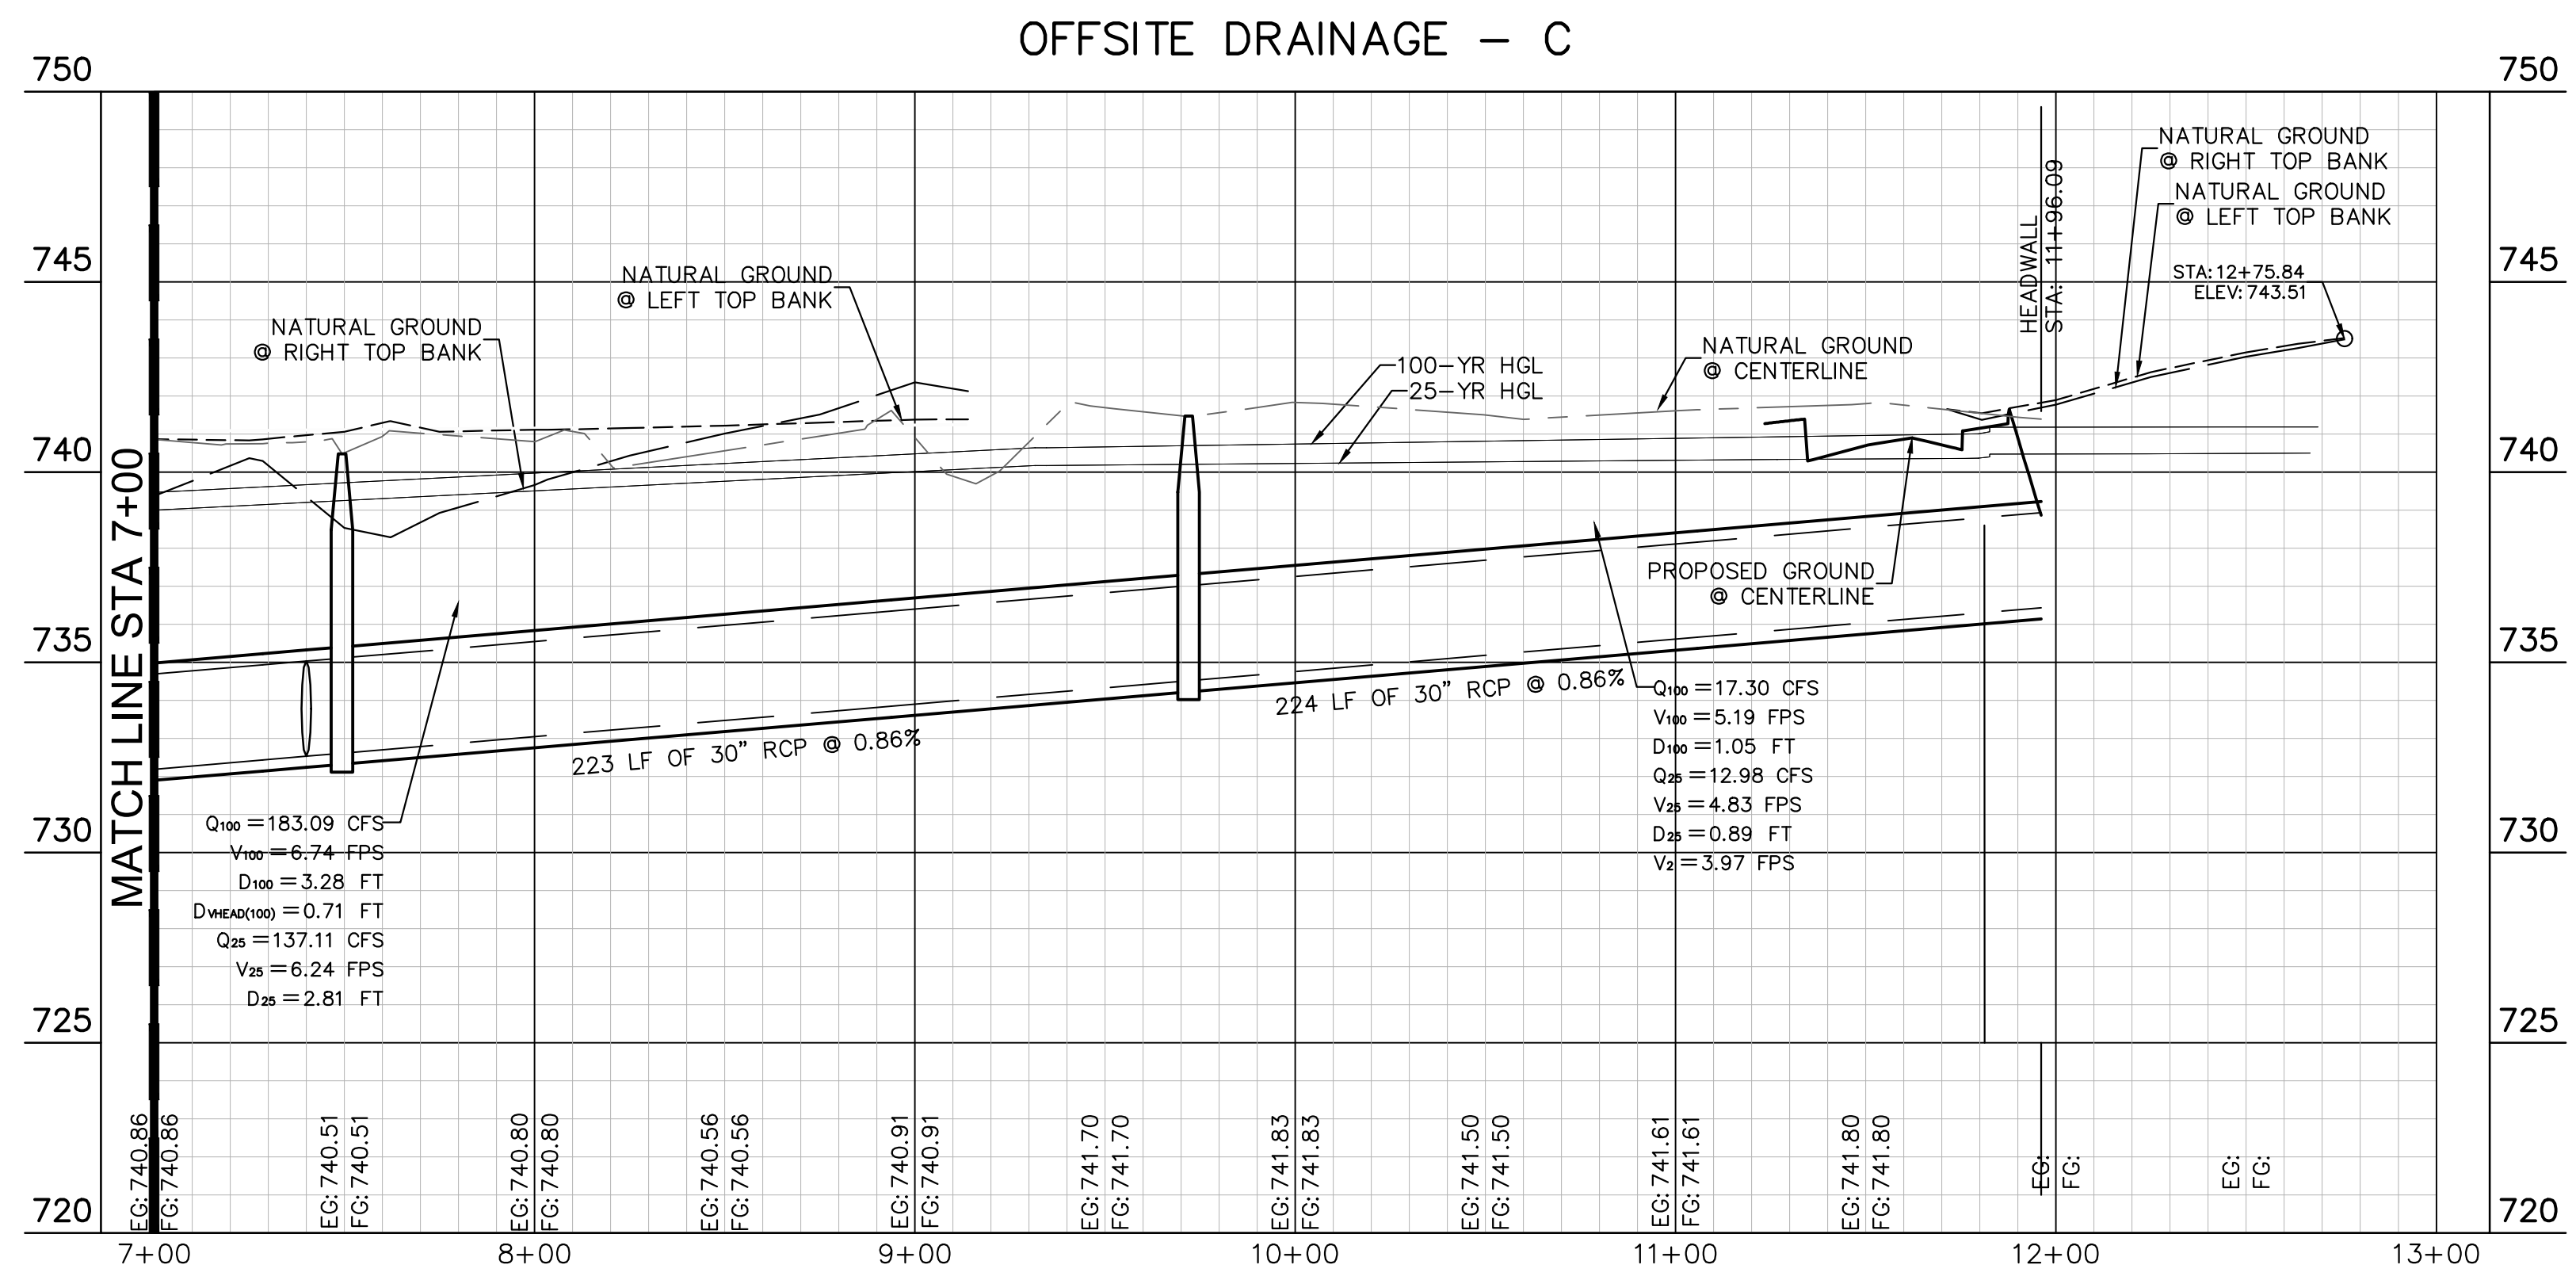 OFFSITE DRAINAGE – C
750
750
745
745
740
740
735
735
730
730
725
725
720
720
MATCH LINE STA 7+00
NATURAL GROUND
@ RIGHT TOP BANK
NATURAL GROUND
@ LEFT TOP BANK
100–YR HGL
25–YR HGL
NATURAL GROUND
@ CENTERLINE
HEADWALL
STA: 11+96.09
NATURAL GROUND
@ RIGHT TOP BANK
NATURAL GROUND
@ LEFT TOP BANK
STA: 12+75.84
ELEV: 743.51
PROPOSED GROUND
@ CENTERLINE
223 LF OF 30" RCP @ 0.86%
224 LF OF 30" RCP @ 0.86%
Q100 =183.09 CFS
V100 =6.74 FPS
D100 =3.28 FT
DVHEAD(100) =0.71 FT
Q25 =137.11 CFS
V25 =6.24 FPS
D25 =2.81 FT
Q100 =17.30 CFS
V100 =5.19 FPS
D100 =1.05 FT
Q25 =12.98 CFS
V25 =4.83 FPS
D25 =0.89 FT
V2 =3.97 FPS
EG: 740.86
FG: 740.86
EG: 740.51
FG: 740.51
EG: 740.80
FG: 740.80
EG: 740.56
FG: 740.56
EG: 740.91
FG: 740.91
EG: 741.70
FG: 741.70
EG: 741.83
FG: 741.83
EG: 741.50
FG: 741.50
EG: 741.61
FG: 741.61
EG: 741.80
FG: 741.80
EG:
FG:
EG:
FG:
7+00
8+00
9+00
10+00
11+00
12+00
13+00